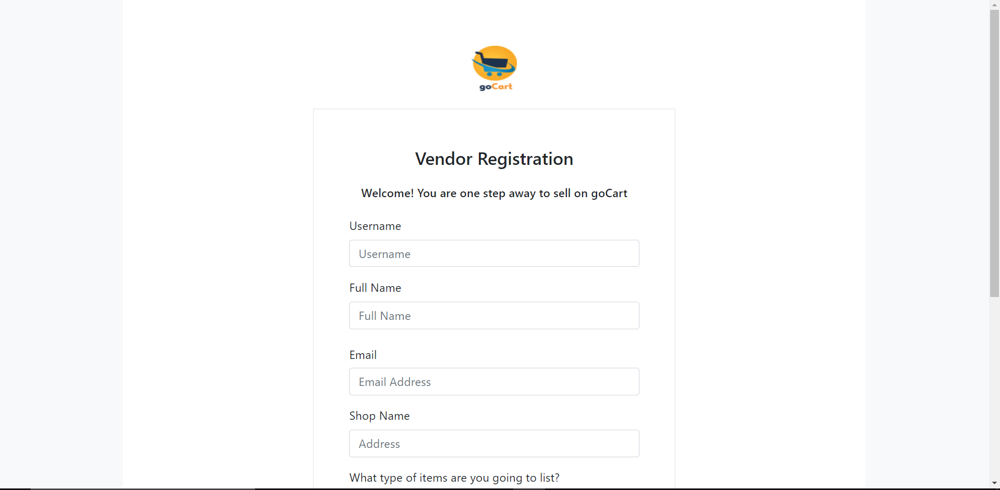 goCart
Vendor Registration
Welcome! You are one step away to sell on goCart
Username
Username
Full Name
Full Name
Email
Email Address
Shop Name
Address
What type of items are you going to list?